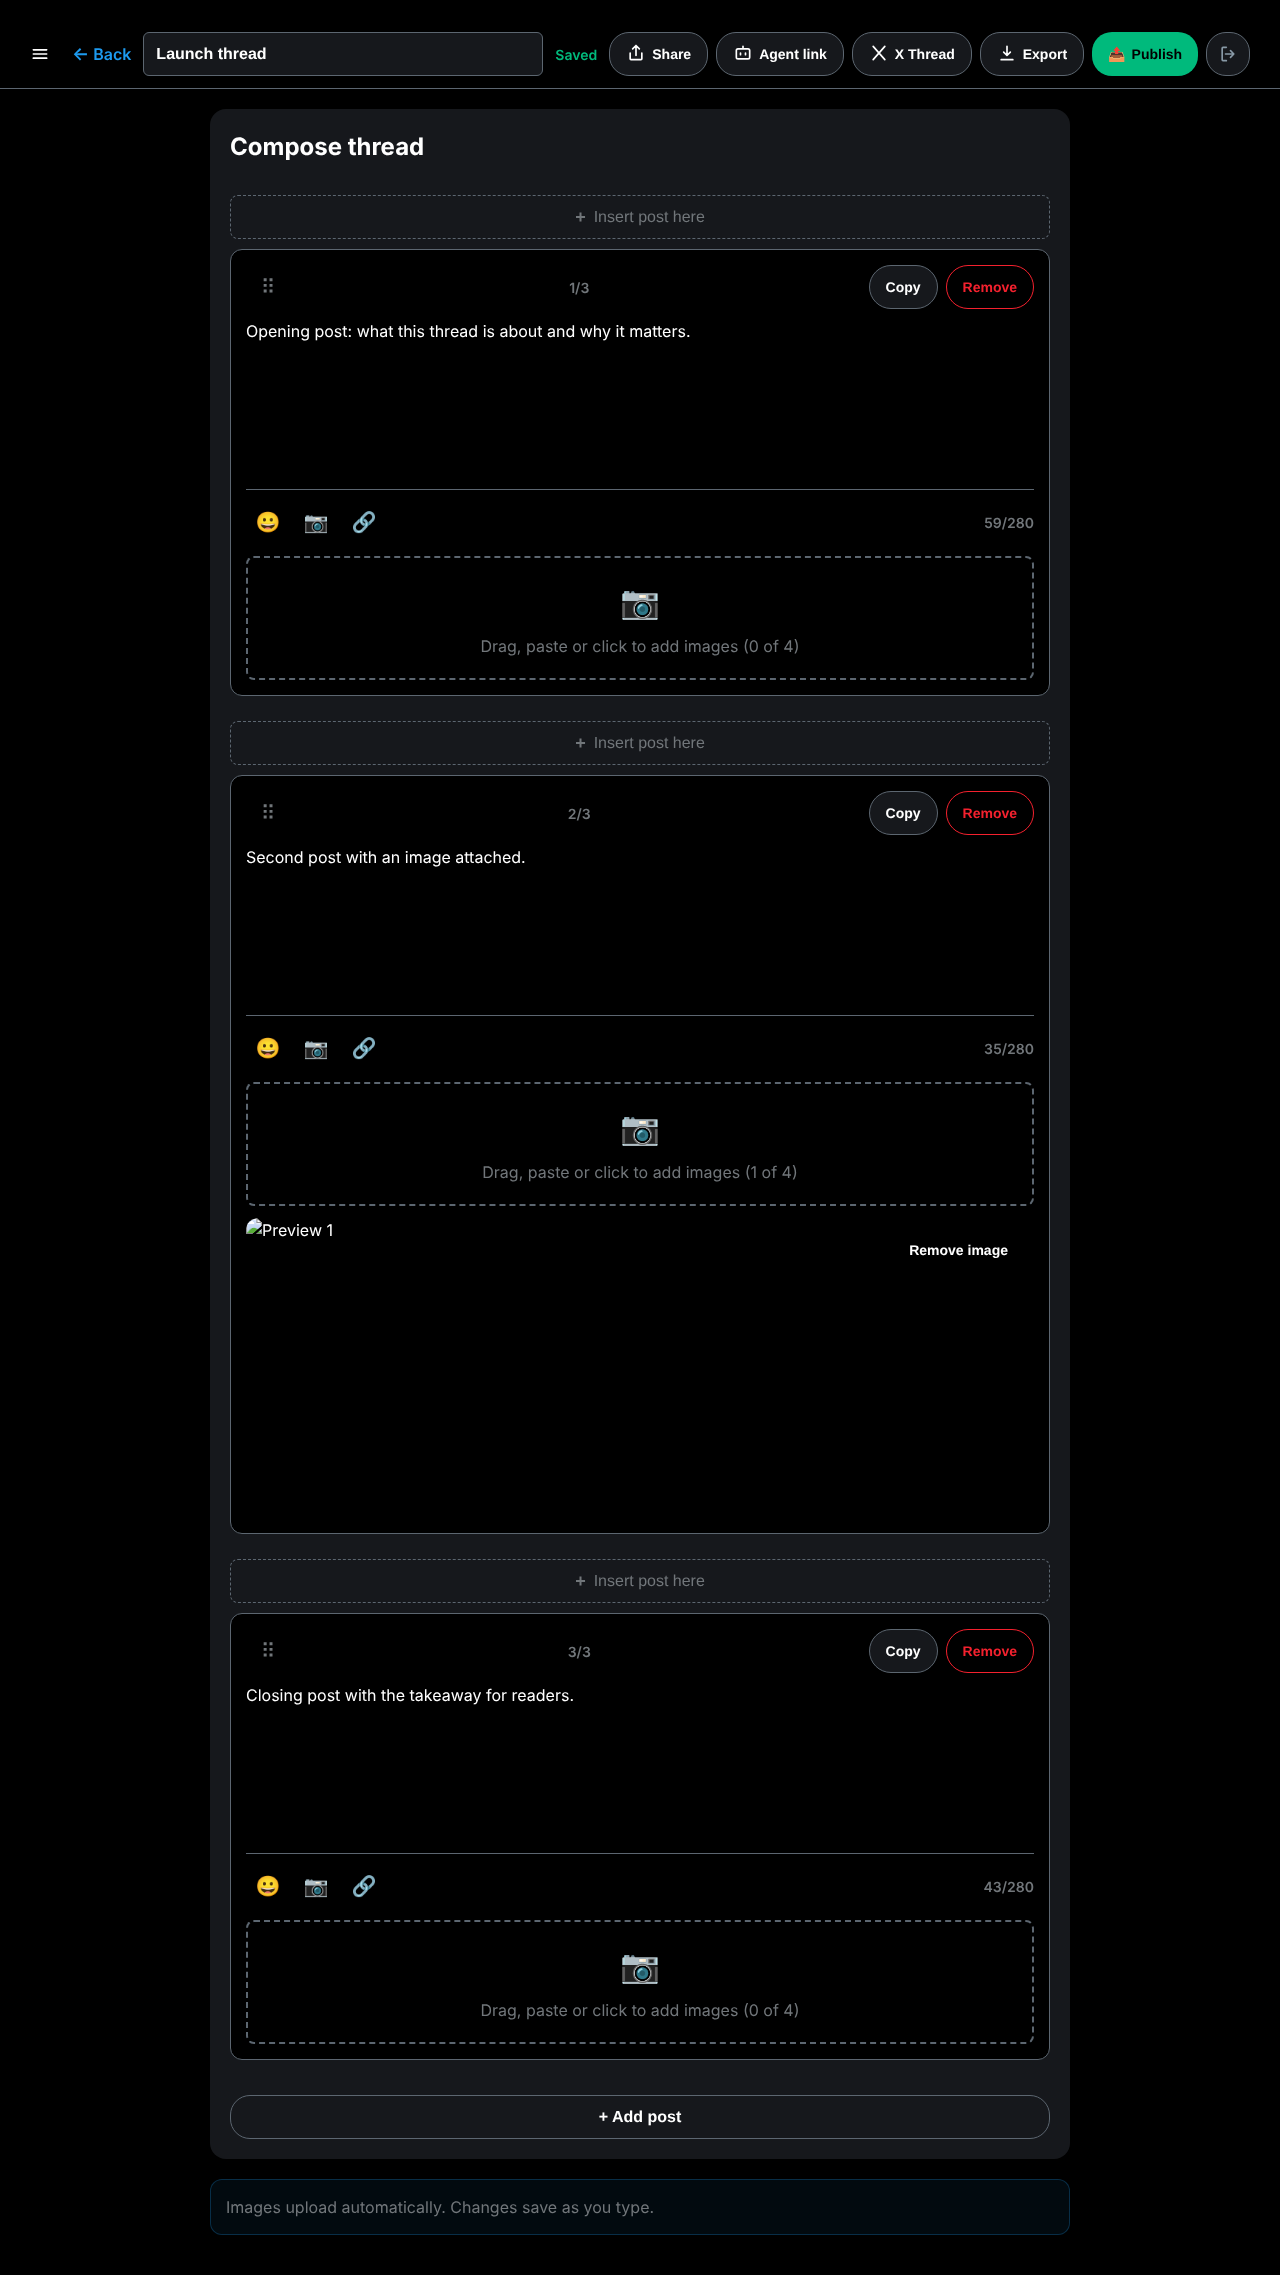 ← Back
Launch thread
Saved
Share
Agent link
X Thread
Export
Publish
Compose thread
+ Insert post here
1/3
Copy
Remove
Opening post: what this thread is about and why it matters.
59/280
Drag, paste or click to add images (0 of 4)
+ Insert post here
2/3
Copy
Remove
Second post with an image attached.
35/280
Drag, paste or click to add images (1 of 4)
Preview 1
Remove image
+ Insert post here
3/3
Copy
Remove
Closing post with the takeaway for readers.
43/280
Drag, paste or click to add images (0 of 4)
+ Add post
Images upload automatically. Changes save as you type.